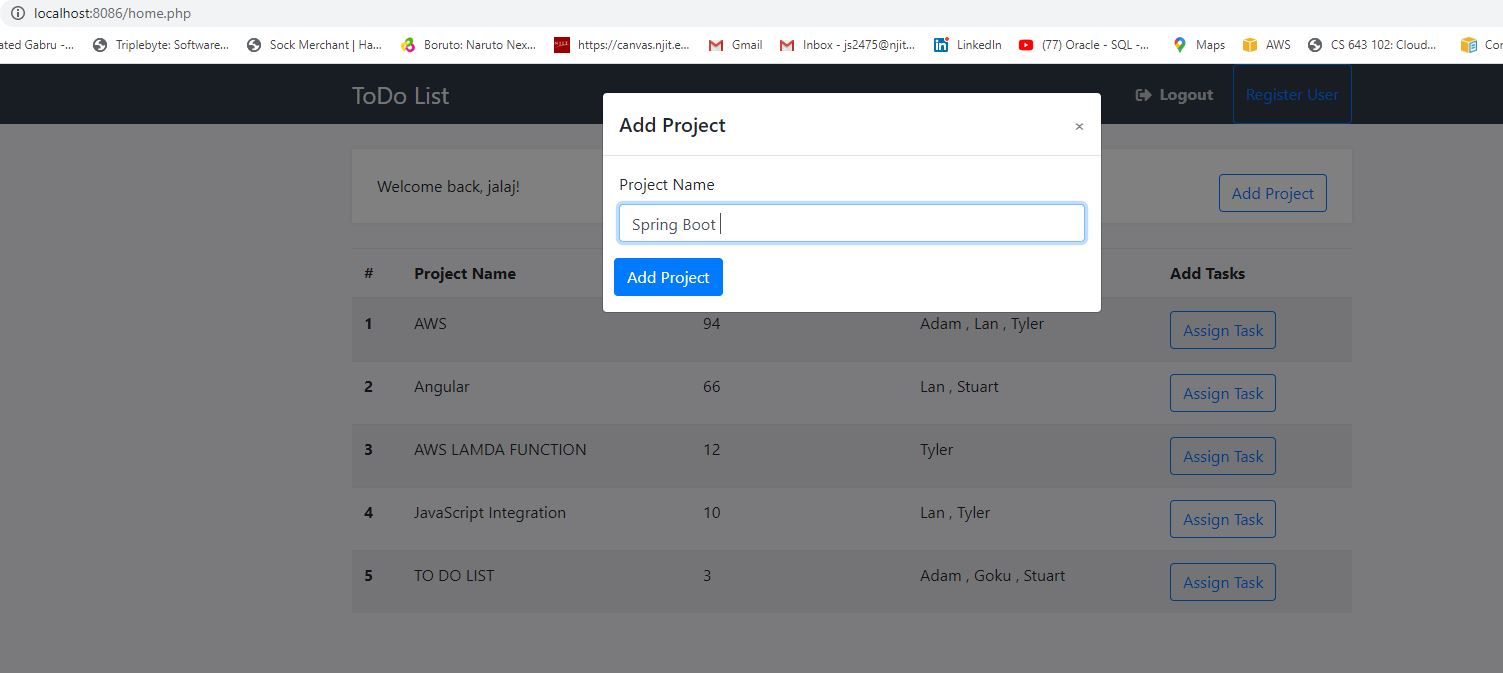 localhost:8086/home.php
ated Gabru -... Triplebyte: Software... Sock Merchant | Ha... Boruto: Naruto Nex... https://canvas.njit.e... Gmail Inbox - js2475@njit... LinkedIn (77) Oracle - SQL -... Maps AWS CS 643 102: Cloud... Cor
ToDo List Logout Register User
Add Project ×
Welcome back, jalaj! Add Project
Project Name
Spring Boot
Add Project
# Project Name Add Tasks
1 AWS 94 Adam , Lan , Tyler Assign Task
2 Angular 66 Lan , Stuart Assign Task
3 AWS LAMDA FUNCTION 12 Tyler Assign Task
4 JavaScript Integration 10 Lan , Tyler Assign Task
5 TO DO LIST 3 Adam , Goku , Stuart Assign Task